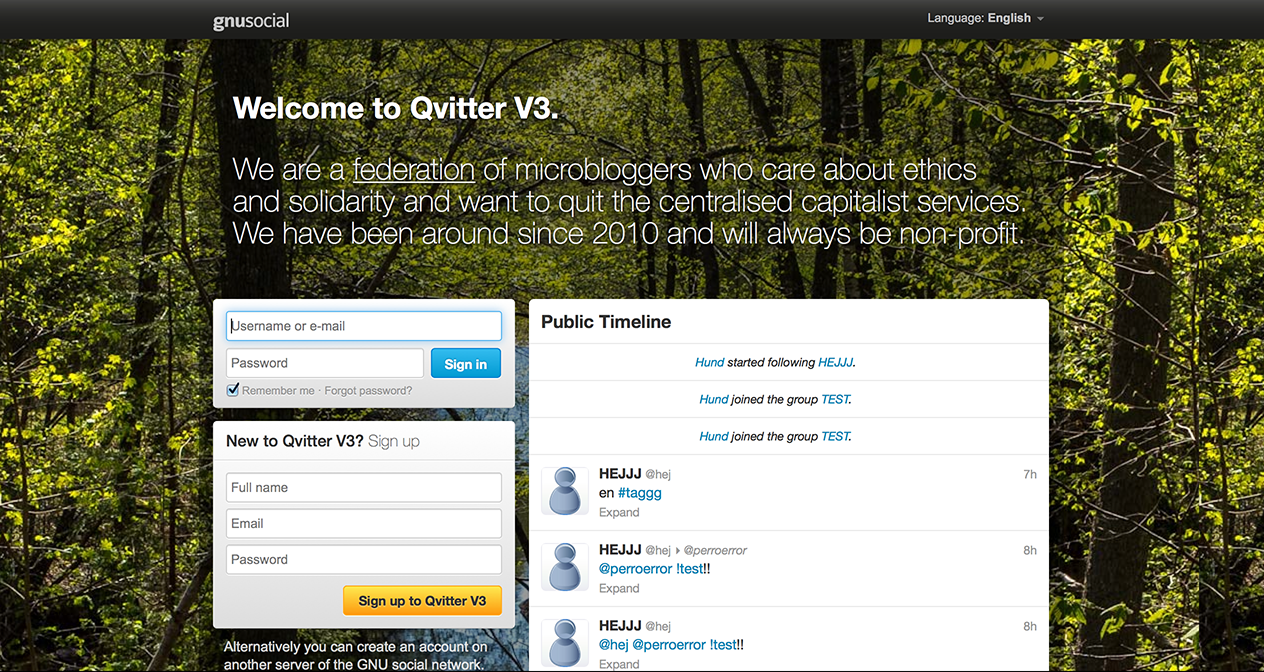 gnusocial
Language: English
Welcome to Qvitter V3.
We are a federation of microbloggers who care about ethics
and solidarity and want to quit the centralised capitalist services.
We have been around since 2010 and will always be non-profit.
Username or e-mail
Password
Sign in
Remember me · Forgot password?
New to Qvitter V3? Sign up
Full name
Email
Password
Sign up to Qvitter V3
Alternatively you can create an account on
another server of the GNU social network.
Public Timeline
Hund started following HEJJJ.
Hund joined the group TEST.
Hund joined the group TEST.
HEJJJ @hej 7h
en #taggg
Expand
HEJJJ @hej ▸ @perroerror 8h
@perroerror !test!!
Expand
HEJJJ @hej 8h
@hej @perroerror !test!!
Expand